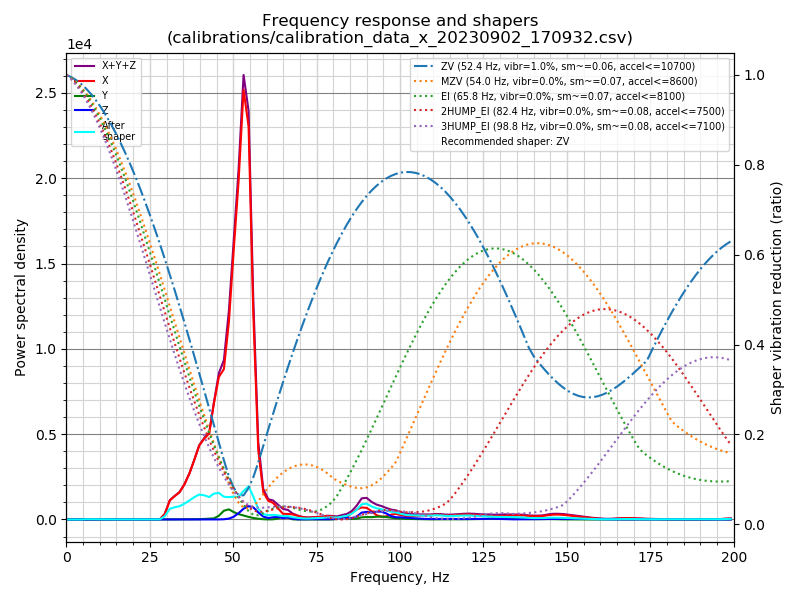 Frequency response and shapers
(calibrations/calibration_data_x_20230902_170932.csv)
1e4
X+Y+Z
X
Y
Z
After
shaper
ZV (52.4 Hz, vibr=1.0%, sm~=0.06, accel<=10700)
MZV (54.0 Hz, vibr=0.0%, sm~=0.07, accel<=8600)
EI (65.8 Hz, vibr=0.0%, sm~=0.07, accel<=8100)
2HUMP_EI (82.4 Hz, vibr=0.0%, sm~=0.08, accel<=7500)
3HUMP_EI (98.8 Hz, vibr=0.0%, sm~=0.08, accel<=7100)
Recommended shaper: ZV
Power spectral density
2.5
2.0
1.5
1.0
0.5
0.0
1.0
0.8
0.6
0.4
0.2
0.0
Shaper vibration reduction (ratio)
0 25 50 75 100 125 150 175 200
Frequency, Hz